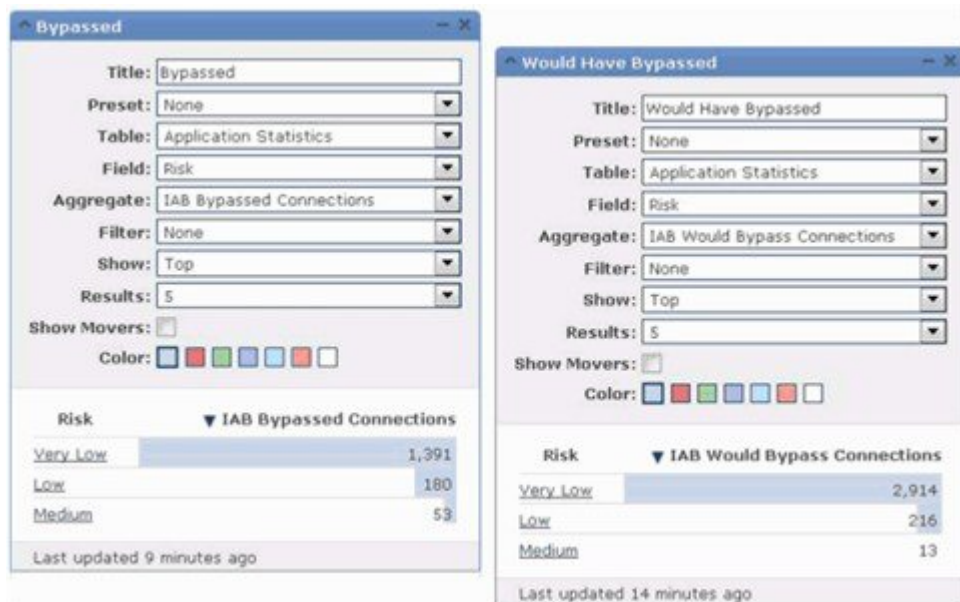 Bypassed
Title: Bypassed
Preset: None
Table: Application Statistics
Field: Risk
Aggregate: IAB Bypassed Connections
Filter: None
Show: Top
Results: 5
Show Movers:
Color:
Risk ▼ IAB Bypassed Connections
Very Low 1,391
Low 180
Medium 53
Last updated 9 minutes ago
Would Have Bypassed
Title: Would Have Bypassed
Preset: None
Table: Application Statistics
Field: Risk
Aggregate: IAB Would Bypass Connections
Filter: None
Show: Top
Results: 5
Show Movers:
Color:
Risk ▼ IAB Would Bypass Connections
Very Low 2,914
Low 216
Medium 13
Last updated 14 minutes ago